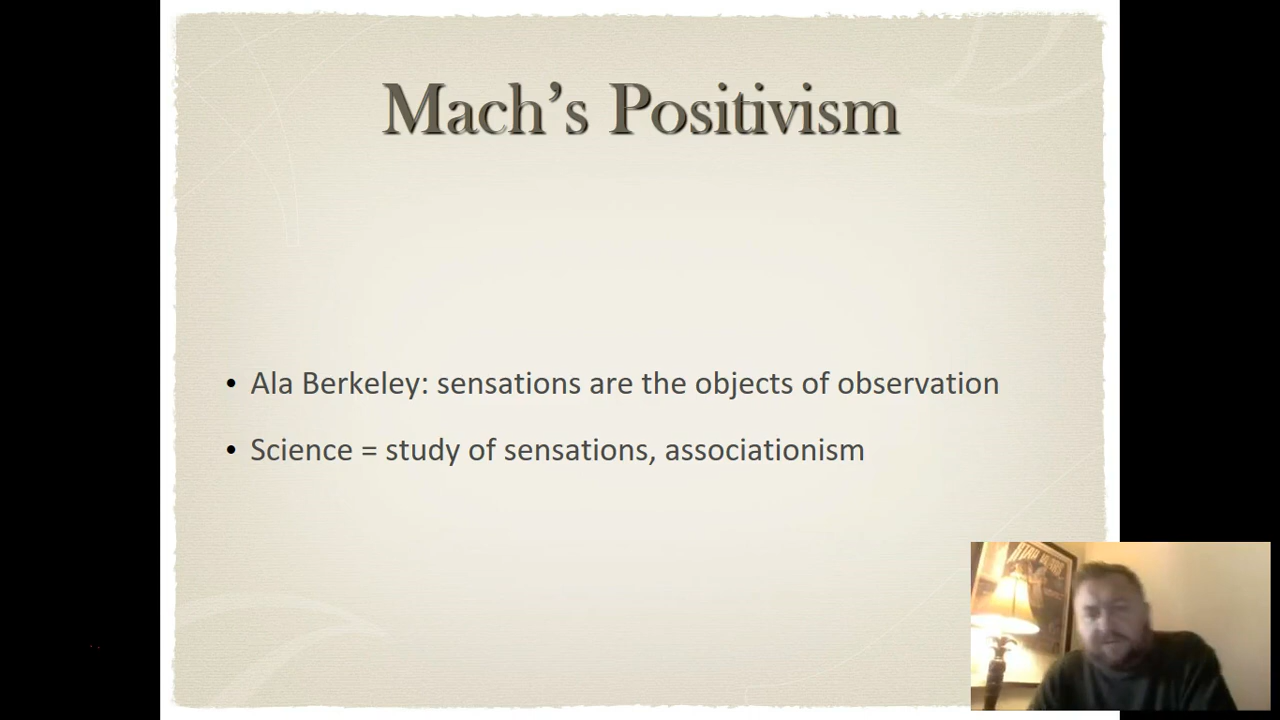 Mach’s Positivism
• Ala Berkeley: sensations are the objects of observation
• Science = study of sensations, associationism